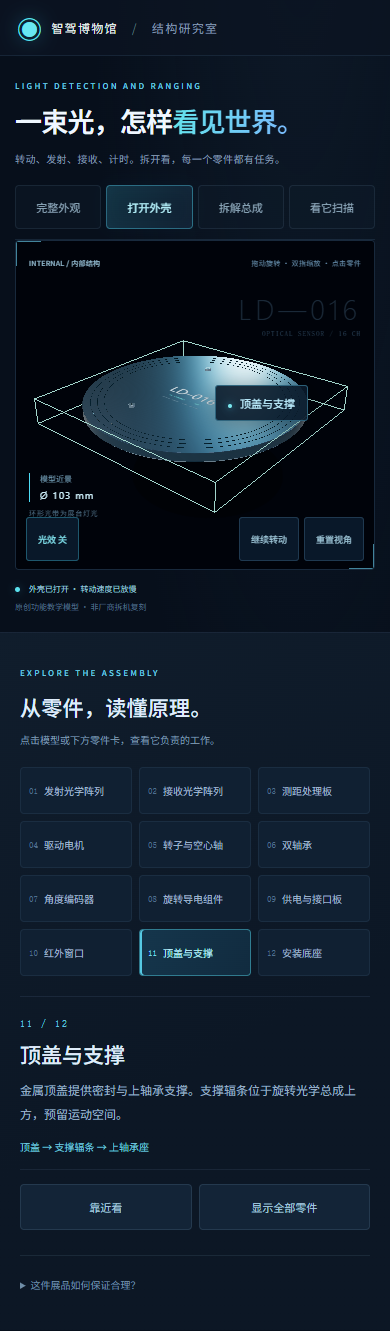 智驾博物馆 / 结构研究室
LIGHT DETECTION AND RANGING
一束光，怎样看见世界。
转动、发射、接收、计时。拆开看，每一个零件都有任务。
完整外观
打开外壳
拆解总成
看它扫描
INTERNAL / 内部结构
拖动旋转 · 双指缩放 · 点击零件
LD—016
OPTICAL SENSOR / 16 CH
LD-016
顶盖与支撑
模型近景
Ø 103 mm
环形光带为展台灯光
光效 关
继续转动
重置视角
外壳已打开 · 转动速度已放慢
原创功能教学模型 · 非厂商拆机复刻
EXPLORE THE ASSEMBLY
从零件，读懂原理。
点击模型或下方零件卡，查看它负责的工作。
01 发射光学阵列
02 接收光学阵列
03 测距处理板
04 驱动电机
05 转子与空心轴
06 双轴承
07 角度编码器
08 旋转导电组件
09 供电与接口板
10 红外窗口
11 顶盖与支撑
12 安装底座
11 / 12
顶盖与支撑
金属顶盖提供密封与上轴承支撑。支撑辐条位于旋转光学总成上
方，预留运动空间。
顶盖 → 支撑辐条 → 上轴承座
靠近看
显示全部零件
▶ 这件展品如何保证合理？